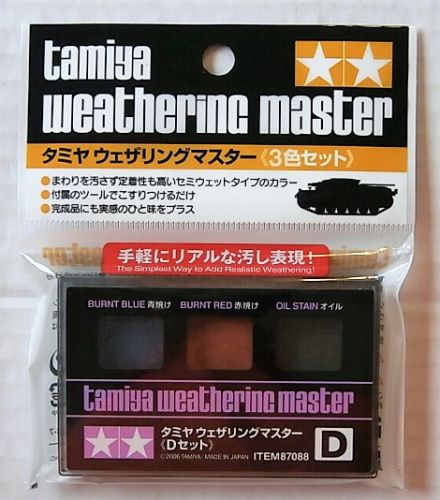 tamiya
weathering master
タミヤ ウェザリングマスター《3色セット》
●まわりを汚さず定着性も高いセミウェットタイプのカラー
●付属のツールでこすりつけるだけ
●完成品にも実感のひと味をプラス
手軽にリアルな汚し表現!
The Simplest Way to Add Realistic Weathering!
BURNT BLUE 青焼け BURNT RED 赤焼け OIL STAIN オイル
tamiya weathering master
タミヤ ウェザリングマスター
《Dセット》
D
©2006 TAMIYA MADE IN JAPAN ITEM87088